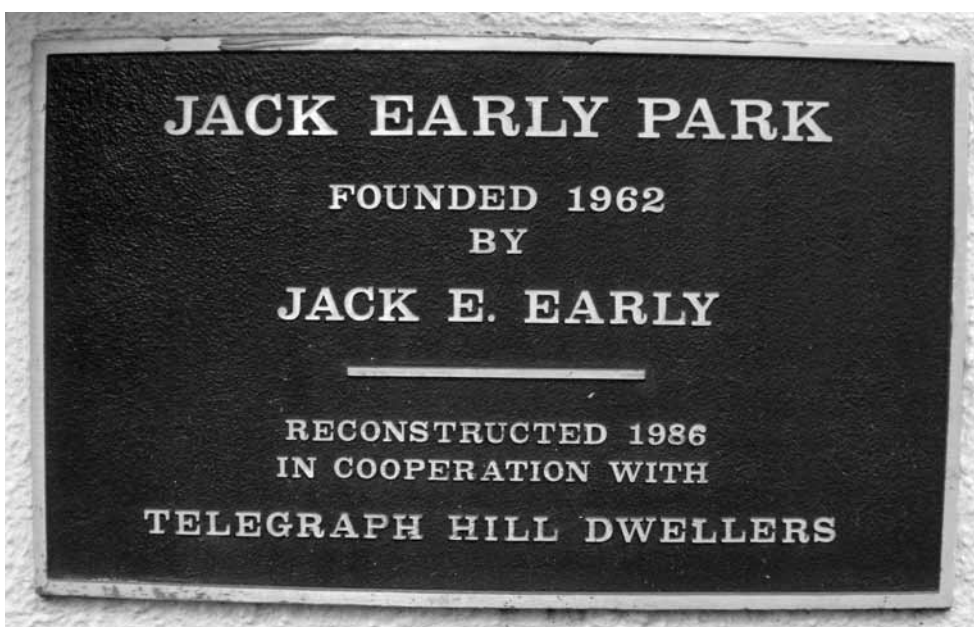 JACK EARLY PARK
FOUNDED 1962
BY
JACK E. EARLY
RECONSTRUCTED 1986
IN COOPERATION WITH
TELEGRAPH HILL DWELLERS